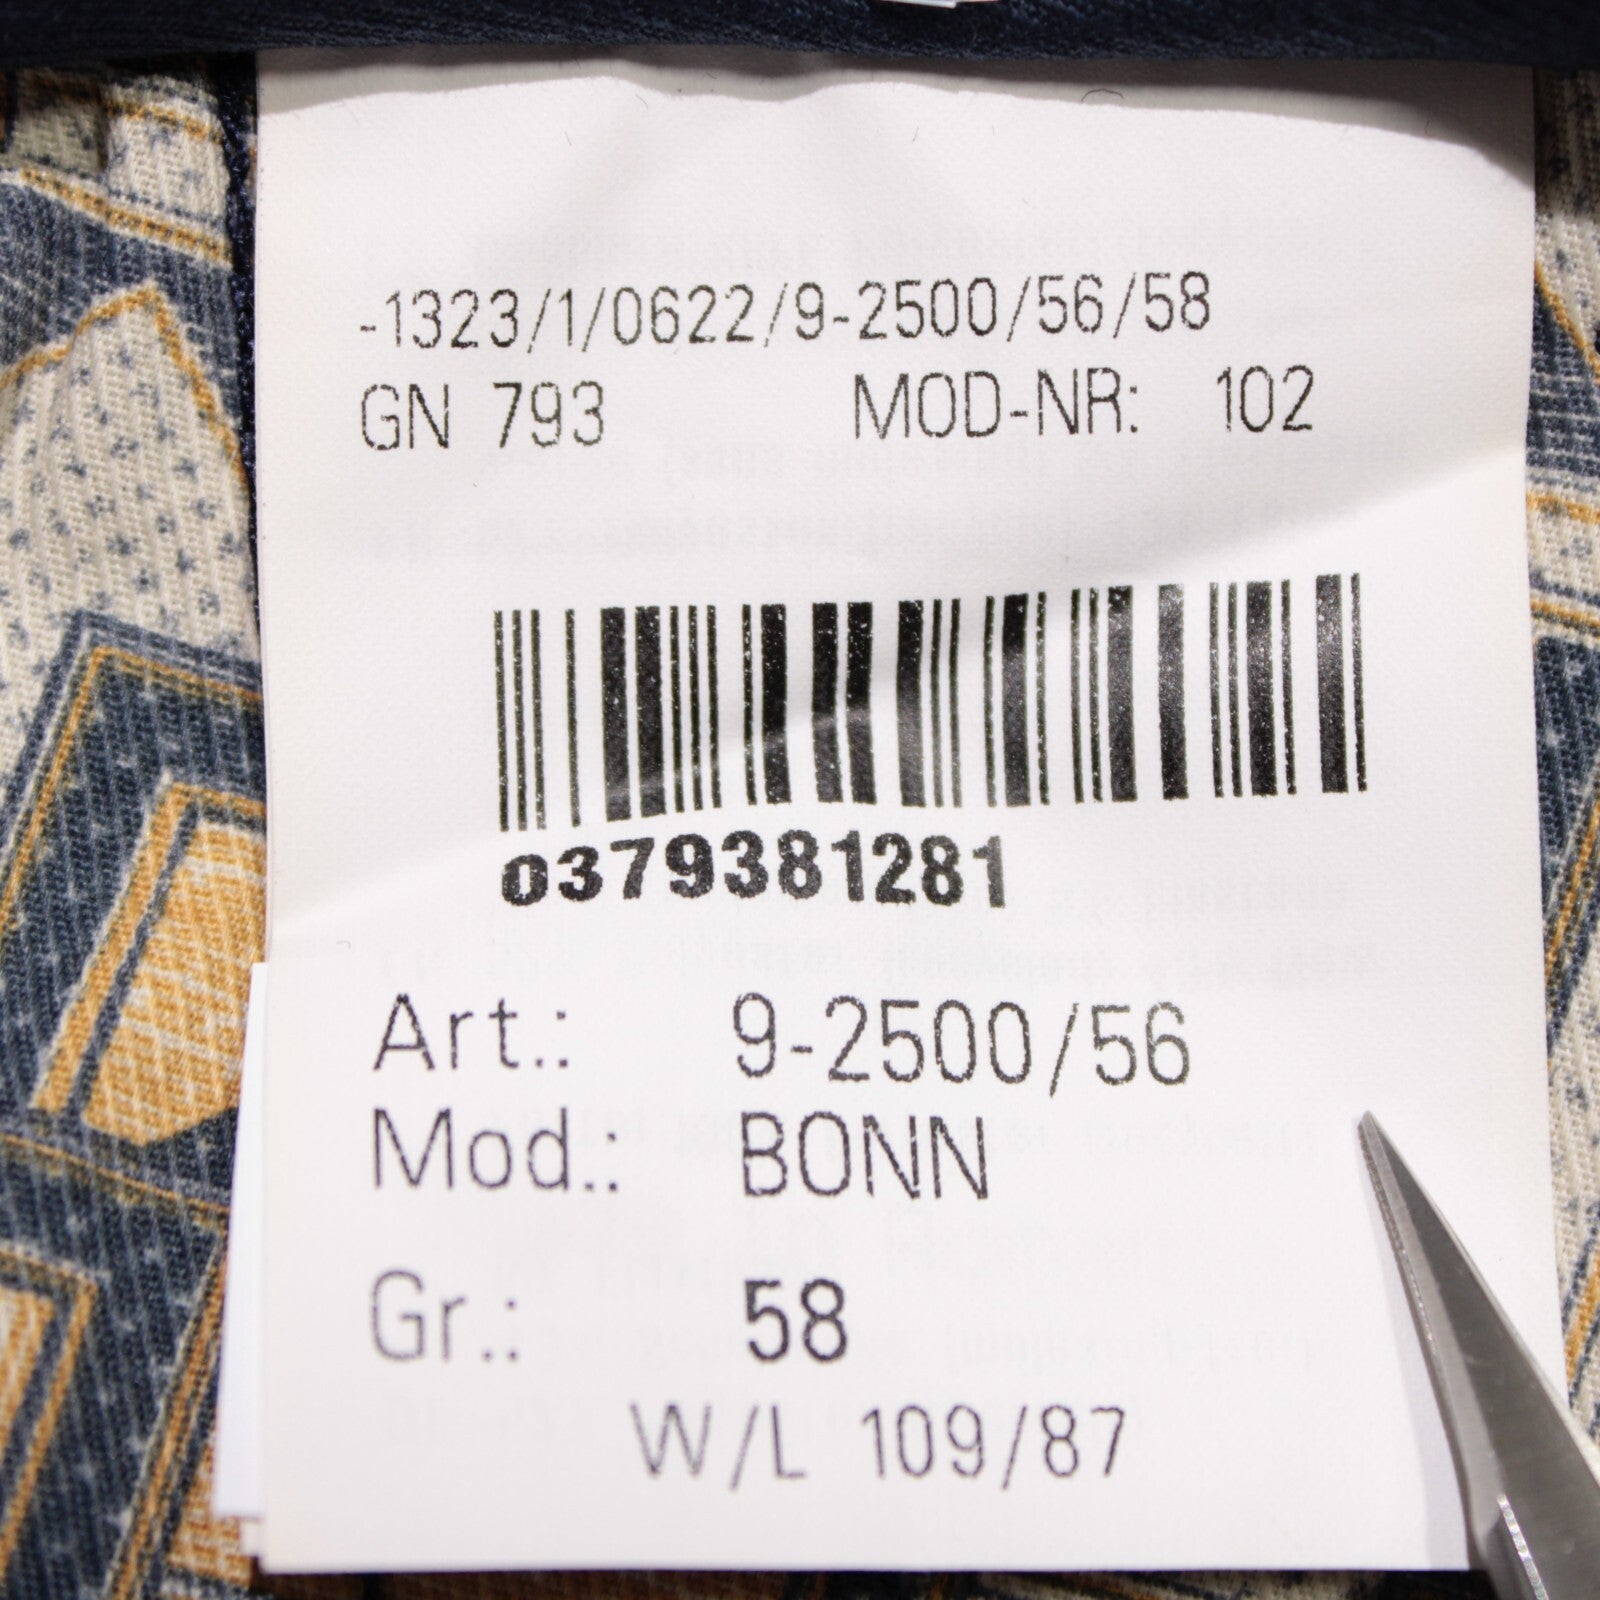 -1323/1/0622/9-2500/56/58
GN 793 MOD-NR: 102
0379381281
Art.: 9-2500/56
Mod.: BONN
Gr.: 58
W/L 109/87